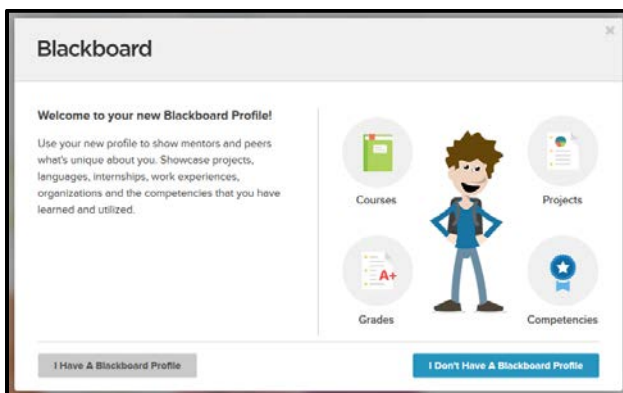 Blackboard
Welcome to your new Blackboard Profile!
Use your new profile to show mentors and peers
what's unique about you. Showcase projects,
languages, internships, work experiences,
organizations and the competencies that you have
learned and utilized.
Courses
Projects
A+
Grades
Competencies
I Have A Blackboard Profile
I Don't Have A Blackboard Profile